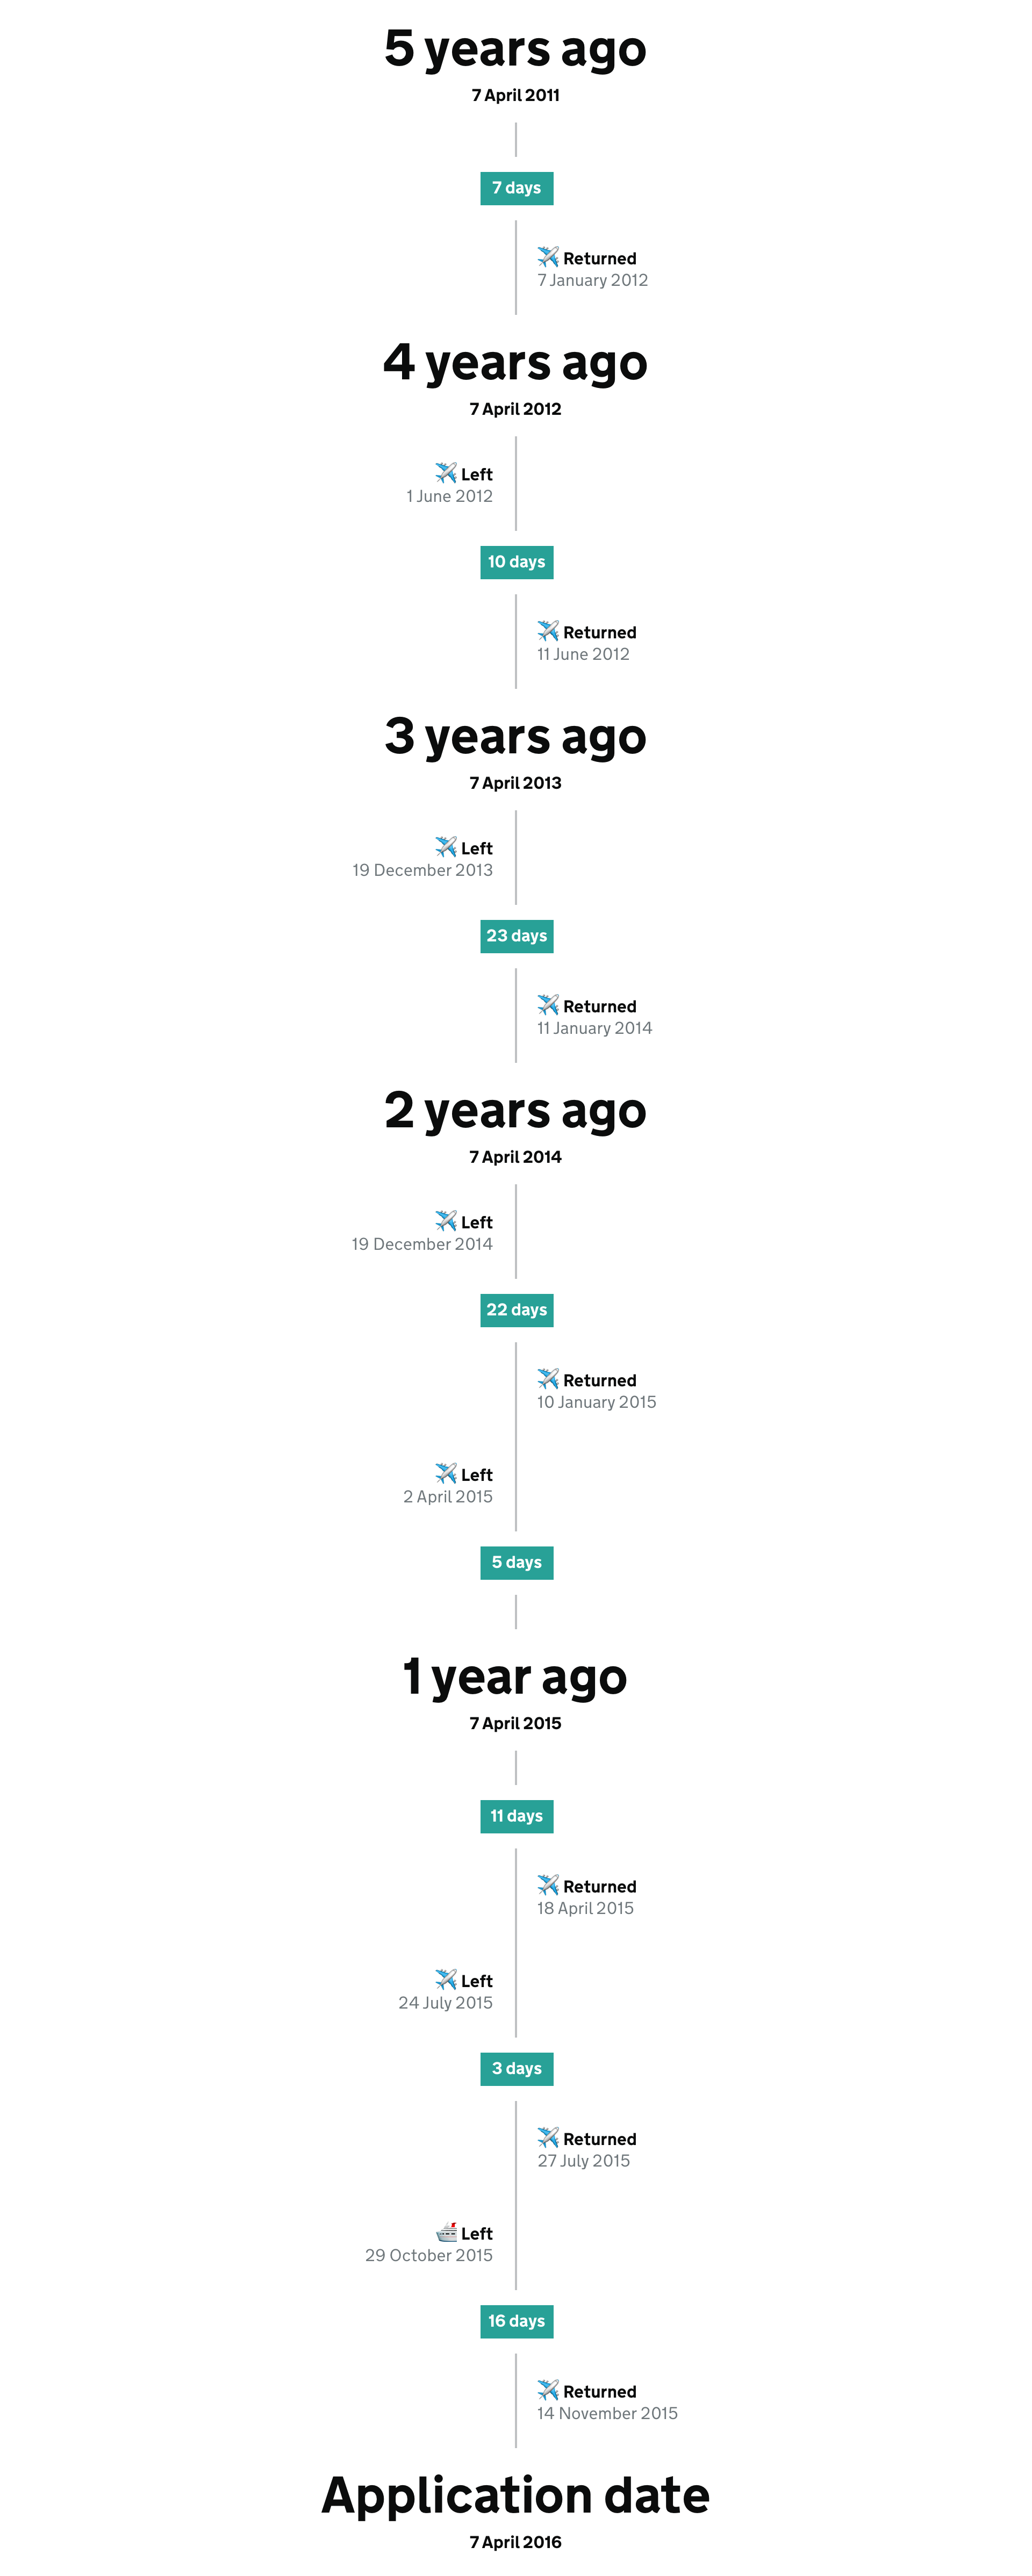 5 years ago
7 April 2011
7 days
Returned
7 January 2012
4 years ago
7 April 2012
Left
1 June 2012
10 days
Returned
11 June 2012
3 years ago
7 April 2013
Left
19 December 2013
23 days
Returned
11 January 2014
2 years ago
7 April 2014
Left
19 December 2014
22 days
Returned
10 January 2015
Left
2 April 2015
5 days
1 year ago
7 April 2015
11 days
Returned
18 April 2015
Left
24 July 2015
3 days
Returned
27 July 2015
Left
29 October 2015
16 days
Returned
14 November 2015
Application date
7 April 2016